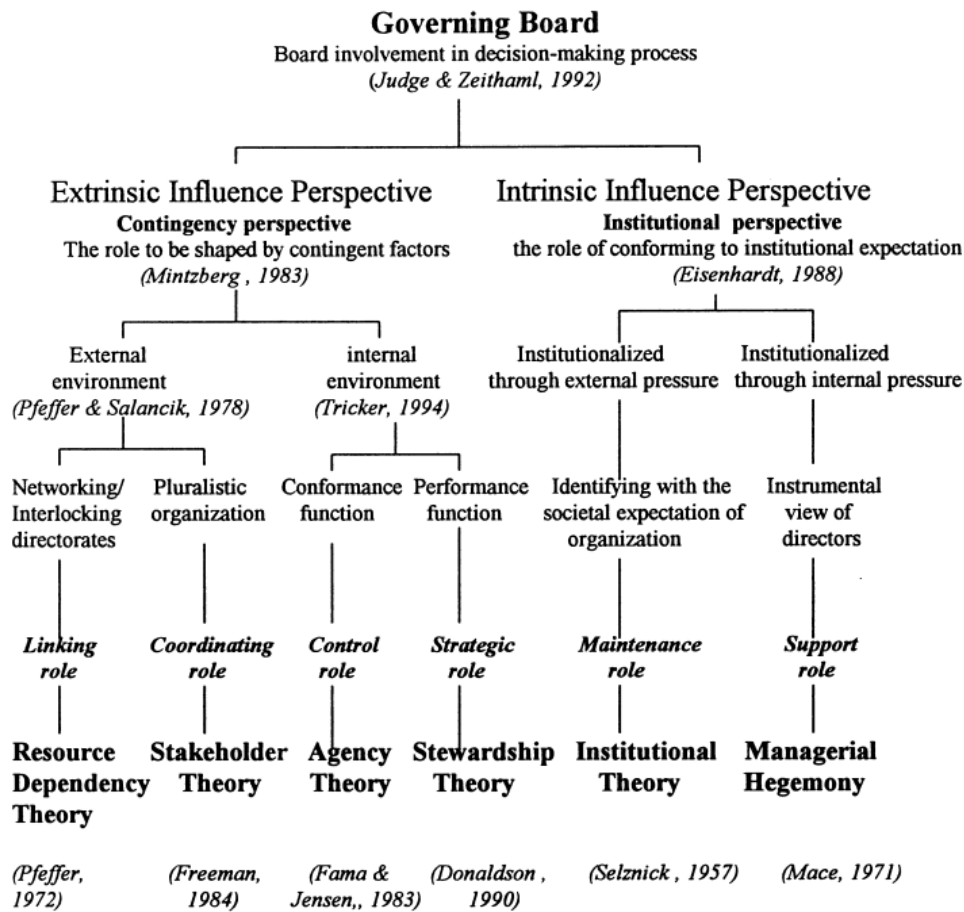 Governing Board
Board involvement in decision-making process
(Judge & Zeithaml, 1992)
Extrinsic Influence Perspective
Contingency perspective
The role to be shaped by contingent factors
(Mintzberg , 1983)
Intrinsic Influence Perspective
Institutional perspective
the role of conforming to institutional expectation
(Eisenhardt, 1988)
External
environment
(Pfeffer & Salancik, 1978)
internal
environment
(Tricker, 1994)
Institutionalized
through external pressure
Institutionalized
through internal pressure
Networking/
Interlocking
directorates
Pluralistic
organization
Conformance
function
Performance
function
Identifying with the
societal expectation of
organization
Instrumental
view of
directors
Linking
role
Coordinating
role
Control
role
Strategic
role
Maintenance
role
Support
role
Resource
Dependency
Theory
Stakeholder
Theory
Agency
Theory
Stewardship
Theory
Institutional
Theory
Managerial
Hegemony
(Pfeffer,
1972)
(Freeman,
1984)
(Fama &
Jensen,, 1983)
(Donaldson ,
1990)
(Selznick , 1957)
(Mace, 1971)